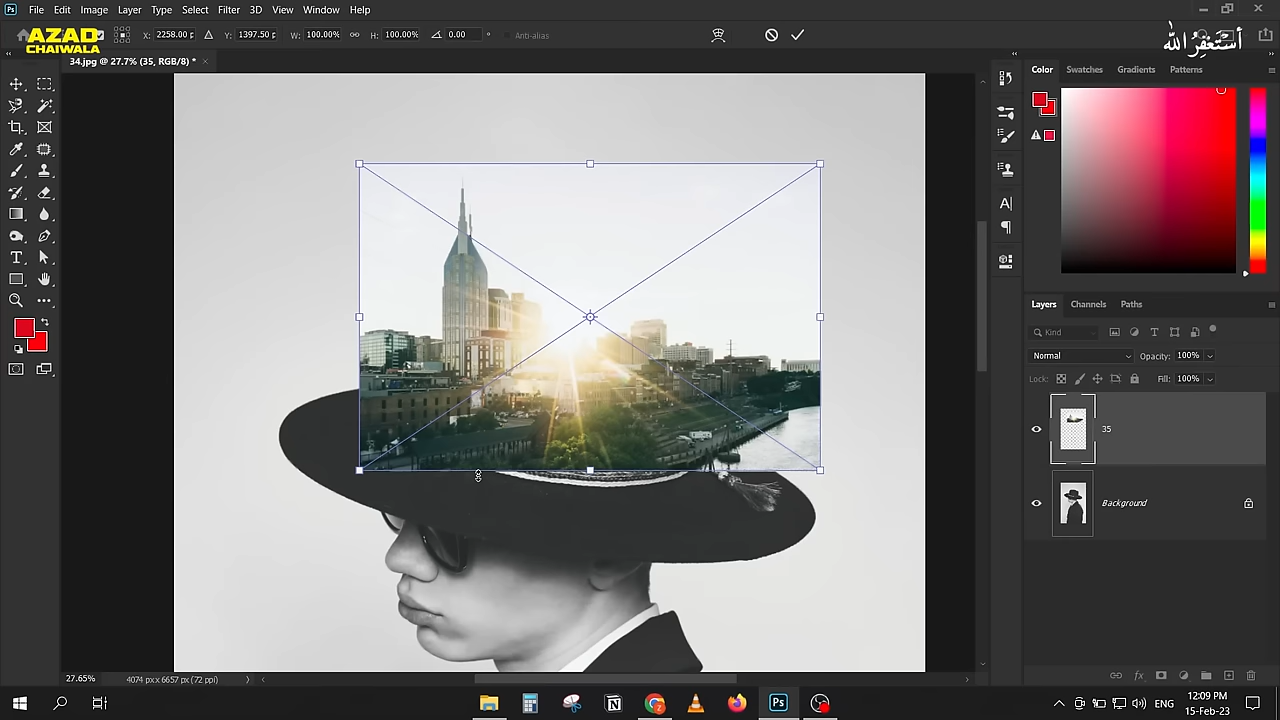 Ps File Edit Image Layer Type Select Filter 3D View Window Help
AZAD
CHAIWALA
X: 2258.00 p Y: 1397.50 p W: 100.00% H: 100.00% 0.00 ° Anti-alias
أستغفر الله
34.jpg @ 27.7% (35, RGB/8) * ×
Color Swatches Gradients Patterns
Layers Channels Paths
Kind
Normal Opacity: 100%
Lock: Fill: 100%
35
Background
27.65% 4074 px x 6657 px (72 ppi)
ENG 12:09 PM
15-Feb-23